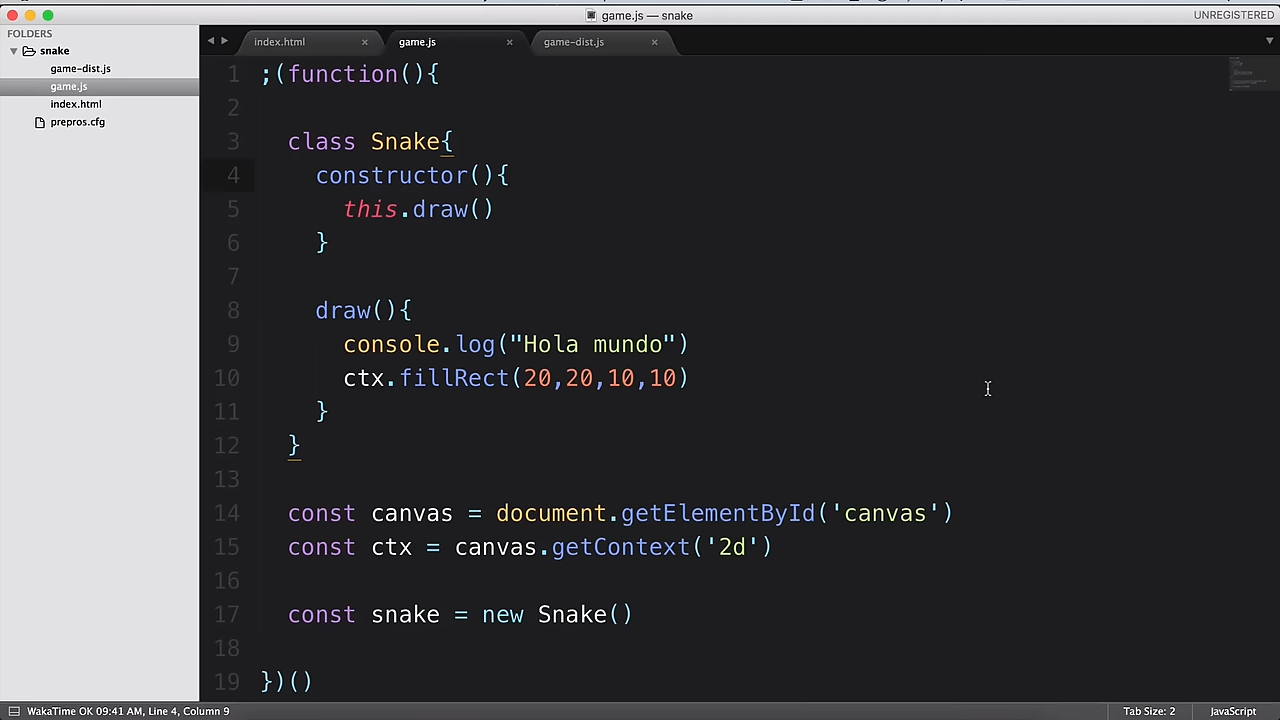 game.js — snake
UNREGISTERED
FOLDERS
snake
game-dist.js
game.js
index.html
prepros.cfg
index.html × game.js × game-dist.js ×
1 ;(function(){
2
3 class Snake{
4 constructor(){
5 this.draw()
6 }
7
8 draw(){
9 console.log("Hola mundo")
10 ctx.fillRect(20,20,10,10)
11 }
12 }
13
14 const canvas = document.getElementById('canvas')
15 const ctx = canvas.getContext('2d')
16
17 const snake = new Snake()
18
19 })()
WakaTime OK 09:41 AM, Line 4, Column 9
Tab Size: 2
JavaScript